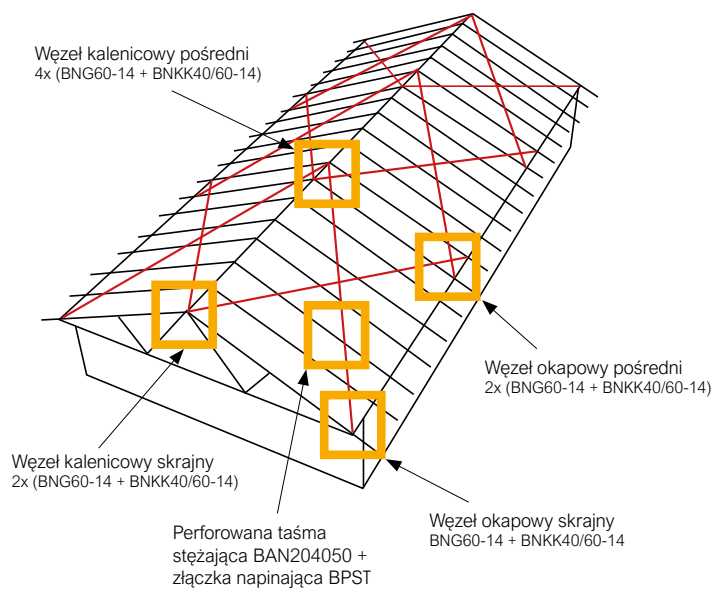 Węzeł kalenicowy pośredni
4x (BNG60-14 + BNKK40/60-14)
Węzeł okapowy pośredni
2x (BNG60-14 + BNKK40/60-14)
Węzeł kalenicowy skrajny
2x (BNG60-14 + BNKK40/60-14)
Węzeł okapowy skrajny
BNG60-14 + BNKK40/60-14
Perforowana taśma
stężająca BAN204050 +
złączka napinająca BPST